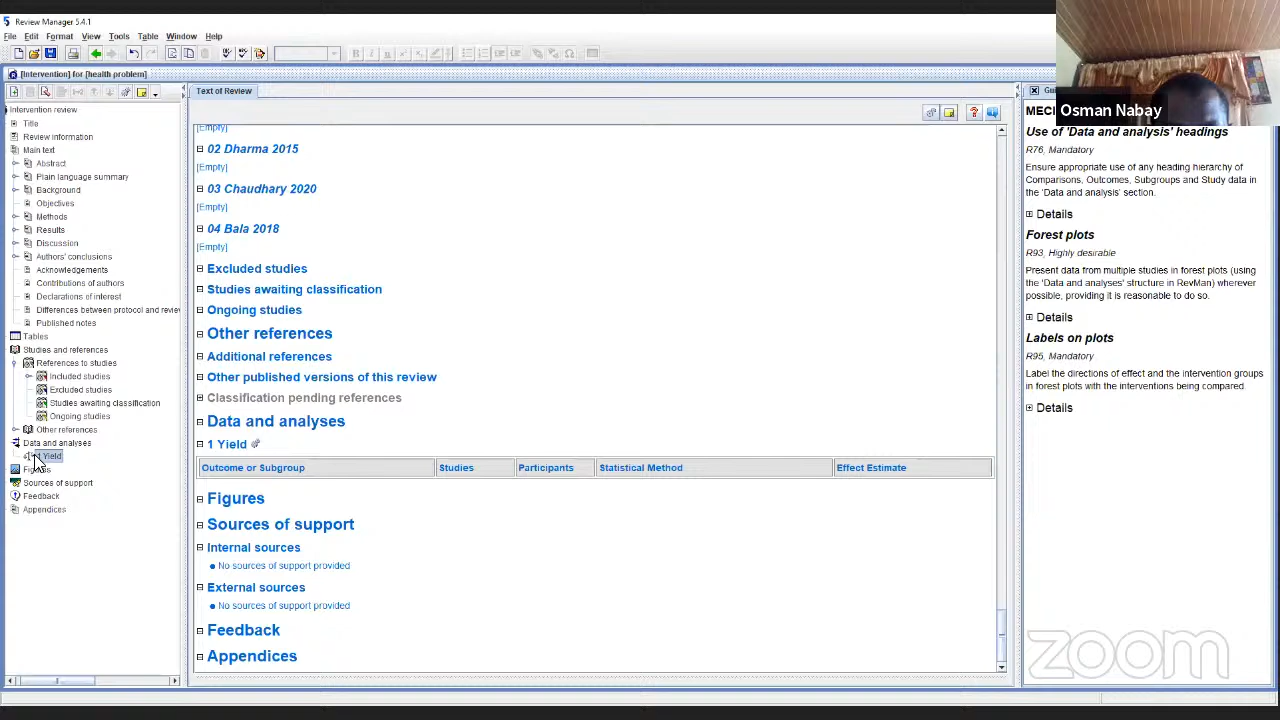 Review Manager 5.4.1
File Edit Format View Tools Table Window Help
[Intervention] for [health problem]
Intervention review
Title
Review information
Main text
Abstract
Plain language summary
Background
Objectives
Methods
Results
Discussion
Authors' conclusions
Acknowledgements
Contributions of authors
Declarations of interest
Differences between protocol and review
Published notes
Tables
Studies and references
References to studies
Included studies
Excluded studies
Studies awaiting classification
Ongoing studies
Other references
Data and analyses
Yield
Sources of support
Feedback
Appendices
Text of Review
[Empty]
02 Dharma 2015
[Empty]
03 Chaudhary 2020
[Empty]
04 Bala 2018
[Empty]
Excluded studies
Studies awaiting classification
Ongoing studies
Other references
Additional references
Other published versions of this review
Classification pending references
Data and analyses
1 Yield
Outcome or Subgroup Studies Participants Statistical Method Effect Estimate
Figures
Sources of support
Internal sources
No sources of support provided
External sources
No sources of support provided
Feedback
Appendices
Osman Nabay
Use of 'Data and analysis' headings
R76, Mandatory
Ensure appropriate use of any heading hierarchy of
Comparisons, Outcomes, Subgroups and Study data in
the 'Data and analysis' section.
Details
Forest plots
R93, Highly desirable
Present data from multiple studies in forest plots (using
the 'Data and analyses' structure in RevMan) wherever
possible, providing it is reasonable to do so.
Details
Labels on plots
R95, Mandatory
Label the directions of effect and the intervention groups
in forest plots with the interventions being compared.
Details
zoom